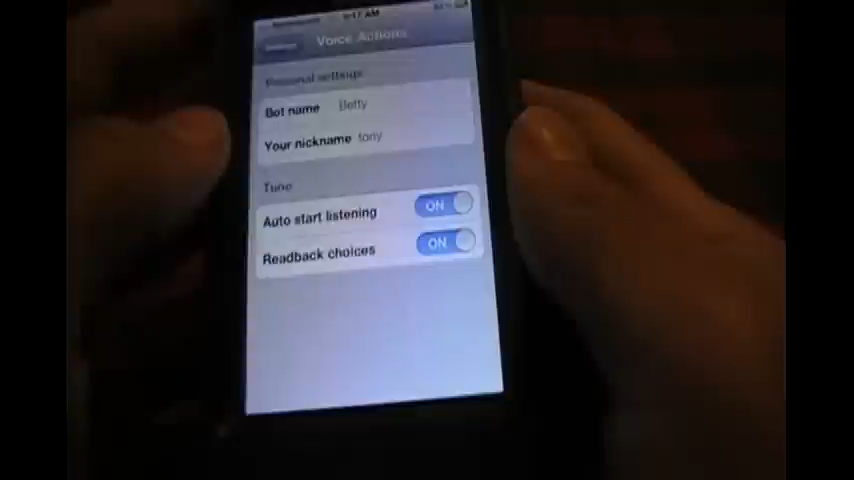 Voice Actions
Personal settings
Bot name Betty
Your nickname tony
Tune
Auto start listening ON
Readback choices ON